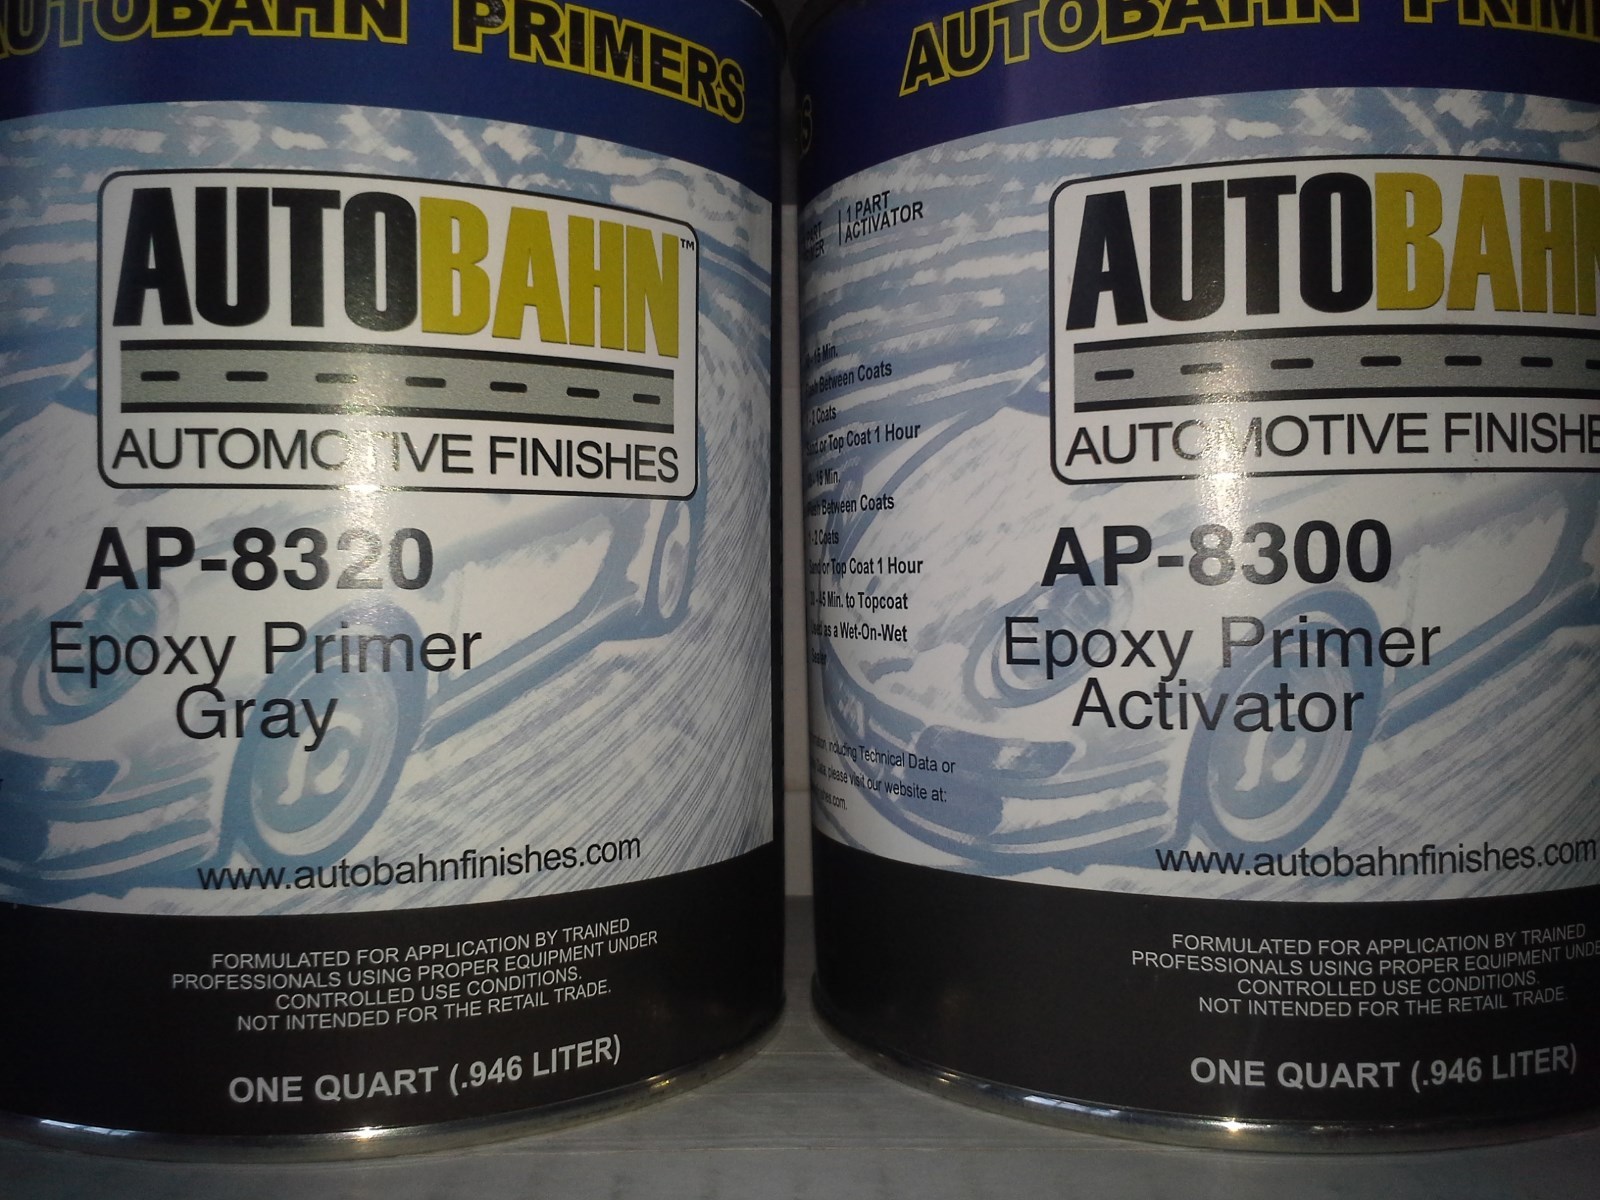 AUTOBAHN PRIMERS
AUTOBAHN™
AUTOMOTIVE FINISHES
AP-8320
Epoxy Primer
Gray
www.autobahnfinishes.com
FORMULATED FOR APPLICATION BY TRAINED
PROFESSIONALS USING PROPER EQUIPMENT UNDER
CONTROLLED USE CONDITIONS.
NOT INTENDED FOR THE RETAIL TRADE.
ONE QUART (.946 LITER)
AUTOBAHN PRIM
1 PART
ACTIVATOR
Min.
Between Coats
Coats
or Top Coat 1 Hour
Min.
Between Coats
Coats
or Top Coat 1 Hour
Min. to Topcoat
as a Wet-On-Wet
including Technical Data or
please visit our website at:
AUTOBAHN
AUTOMOTIVE FINISHE
AP-8300
Epoxy Primer
Activator
www.autobahnfinishes.com
FORMULATED FOR APPLICATION BY TRAINED
PROFESSIONALS USING PROPER EQUIPMENT UNDE
CONTROLLED USE CONDITIONS.
NOT INTENDED FOR THE RETAIL TRADE.
ONE QUART (.946 LITER)